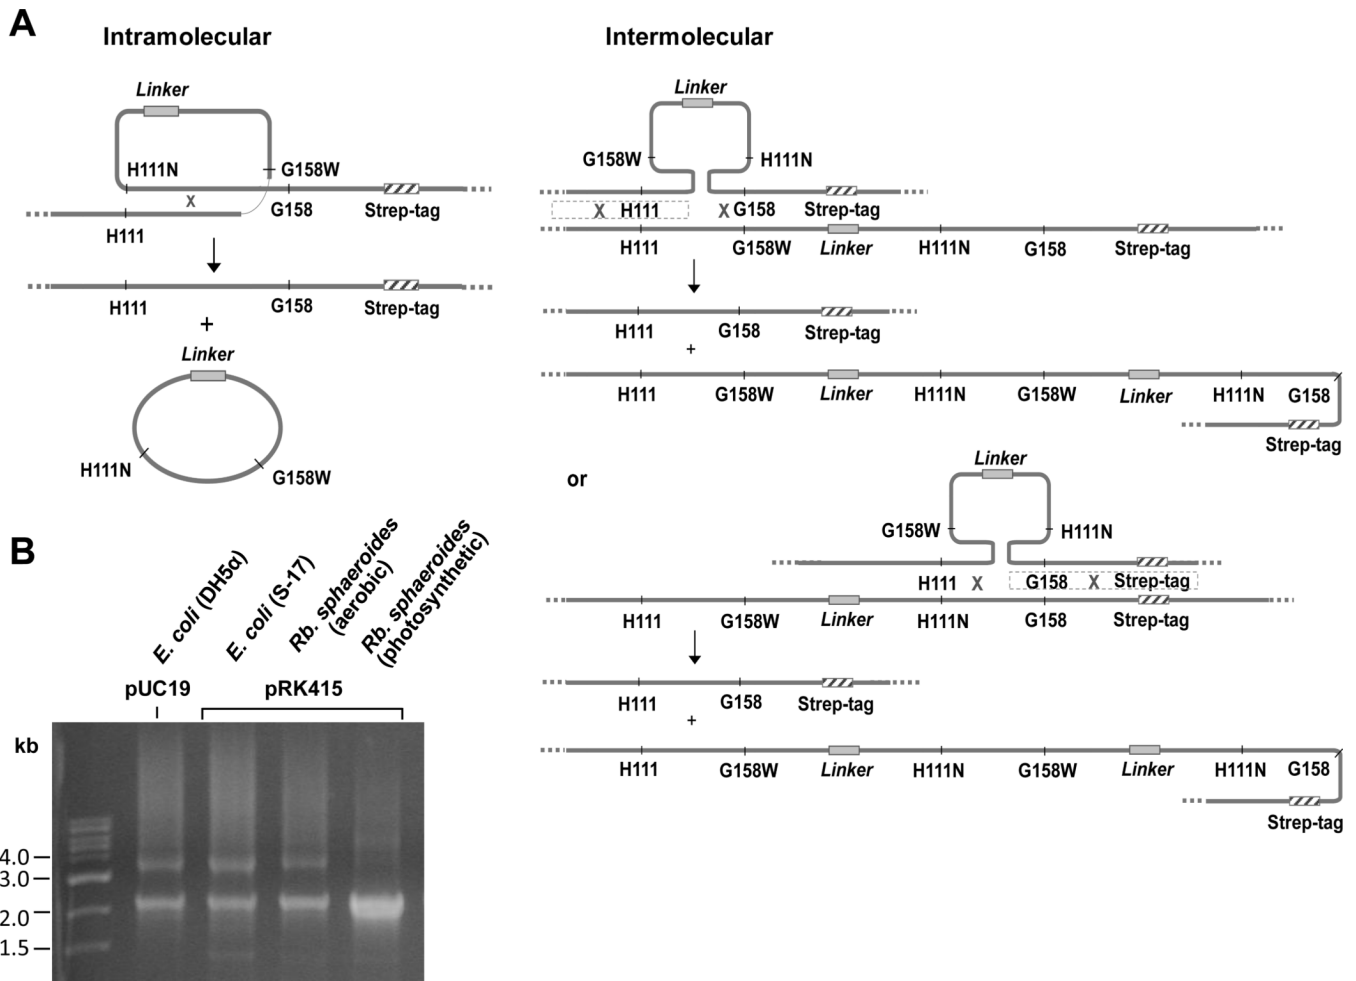 A
Intramolecular
Linker
H111N
G158W
X
G158
Strep-tag
H111
H111
G158
Strep-tag
+
Linker
H111N
G158W
Intermolecular
Linker
G158W
H111N
X H111
X G158
Strep-tag
H111
G158W
Linker
H111N
G158
Strep-tag
H111
G158
Strep-tag
+
H111
G158W
Linker
H111N
G158W
Linker
H111N
G158
Strep-tag
or
Linker
G158W
H111N
H111 X
G158 X Strep-tag
H111
G158W
Linker
H111N
G158
Strep-tag
H111
G158
Strep-tag
+
H111
G158W
Linker
H111N
G158W
Linker
H111N
G158
Strep-tag
B
E. coli (DH5α)
E. coli (S-17)
Rb. sphaeroides
(aerobic)
Rb. sphaeroides
(photosynthetic)
pUC19
pRK415
kb
4.0
3.0
2.0
1.5